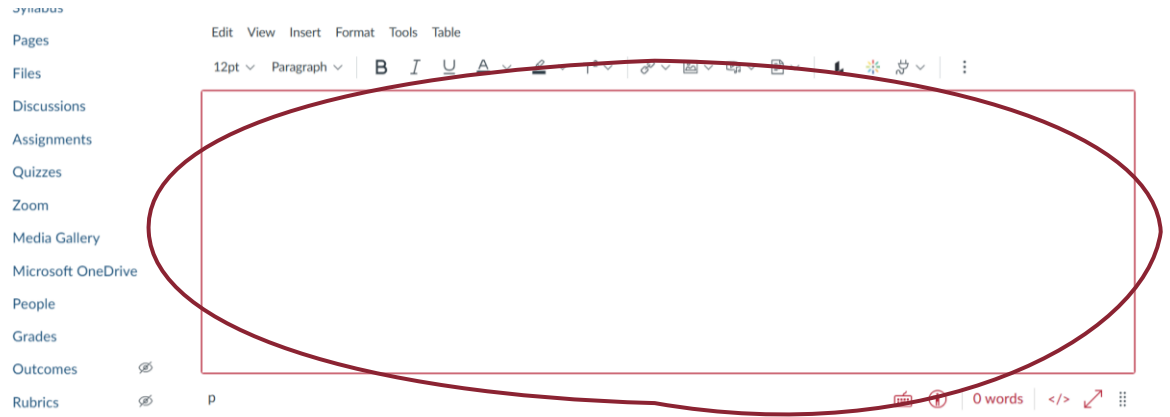 Syllabus
Pages
Files
Discussions
Assignments
Quizzes
Zoom
Media Gallery
Microsoft OneDrive
People
Grades
Outcomes
Rubrics
Edit View Insert Format Tools Table
12pt Paragraph B I U A
p 0 words </>